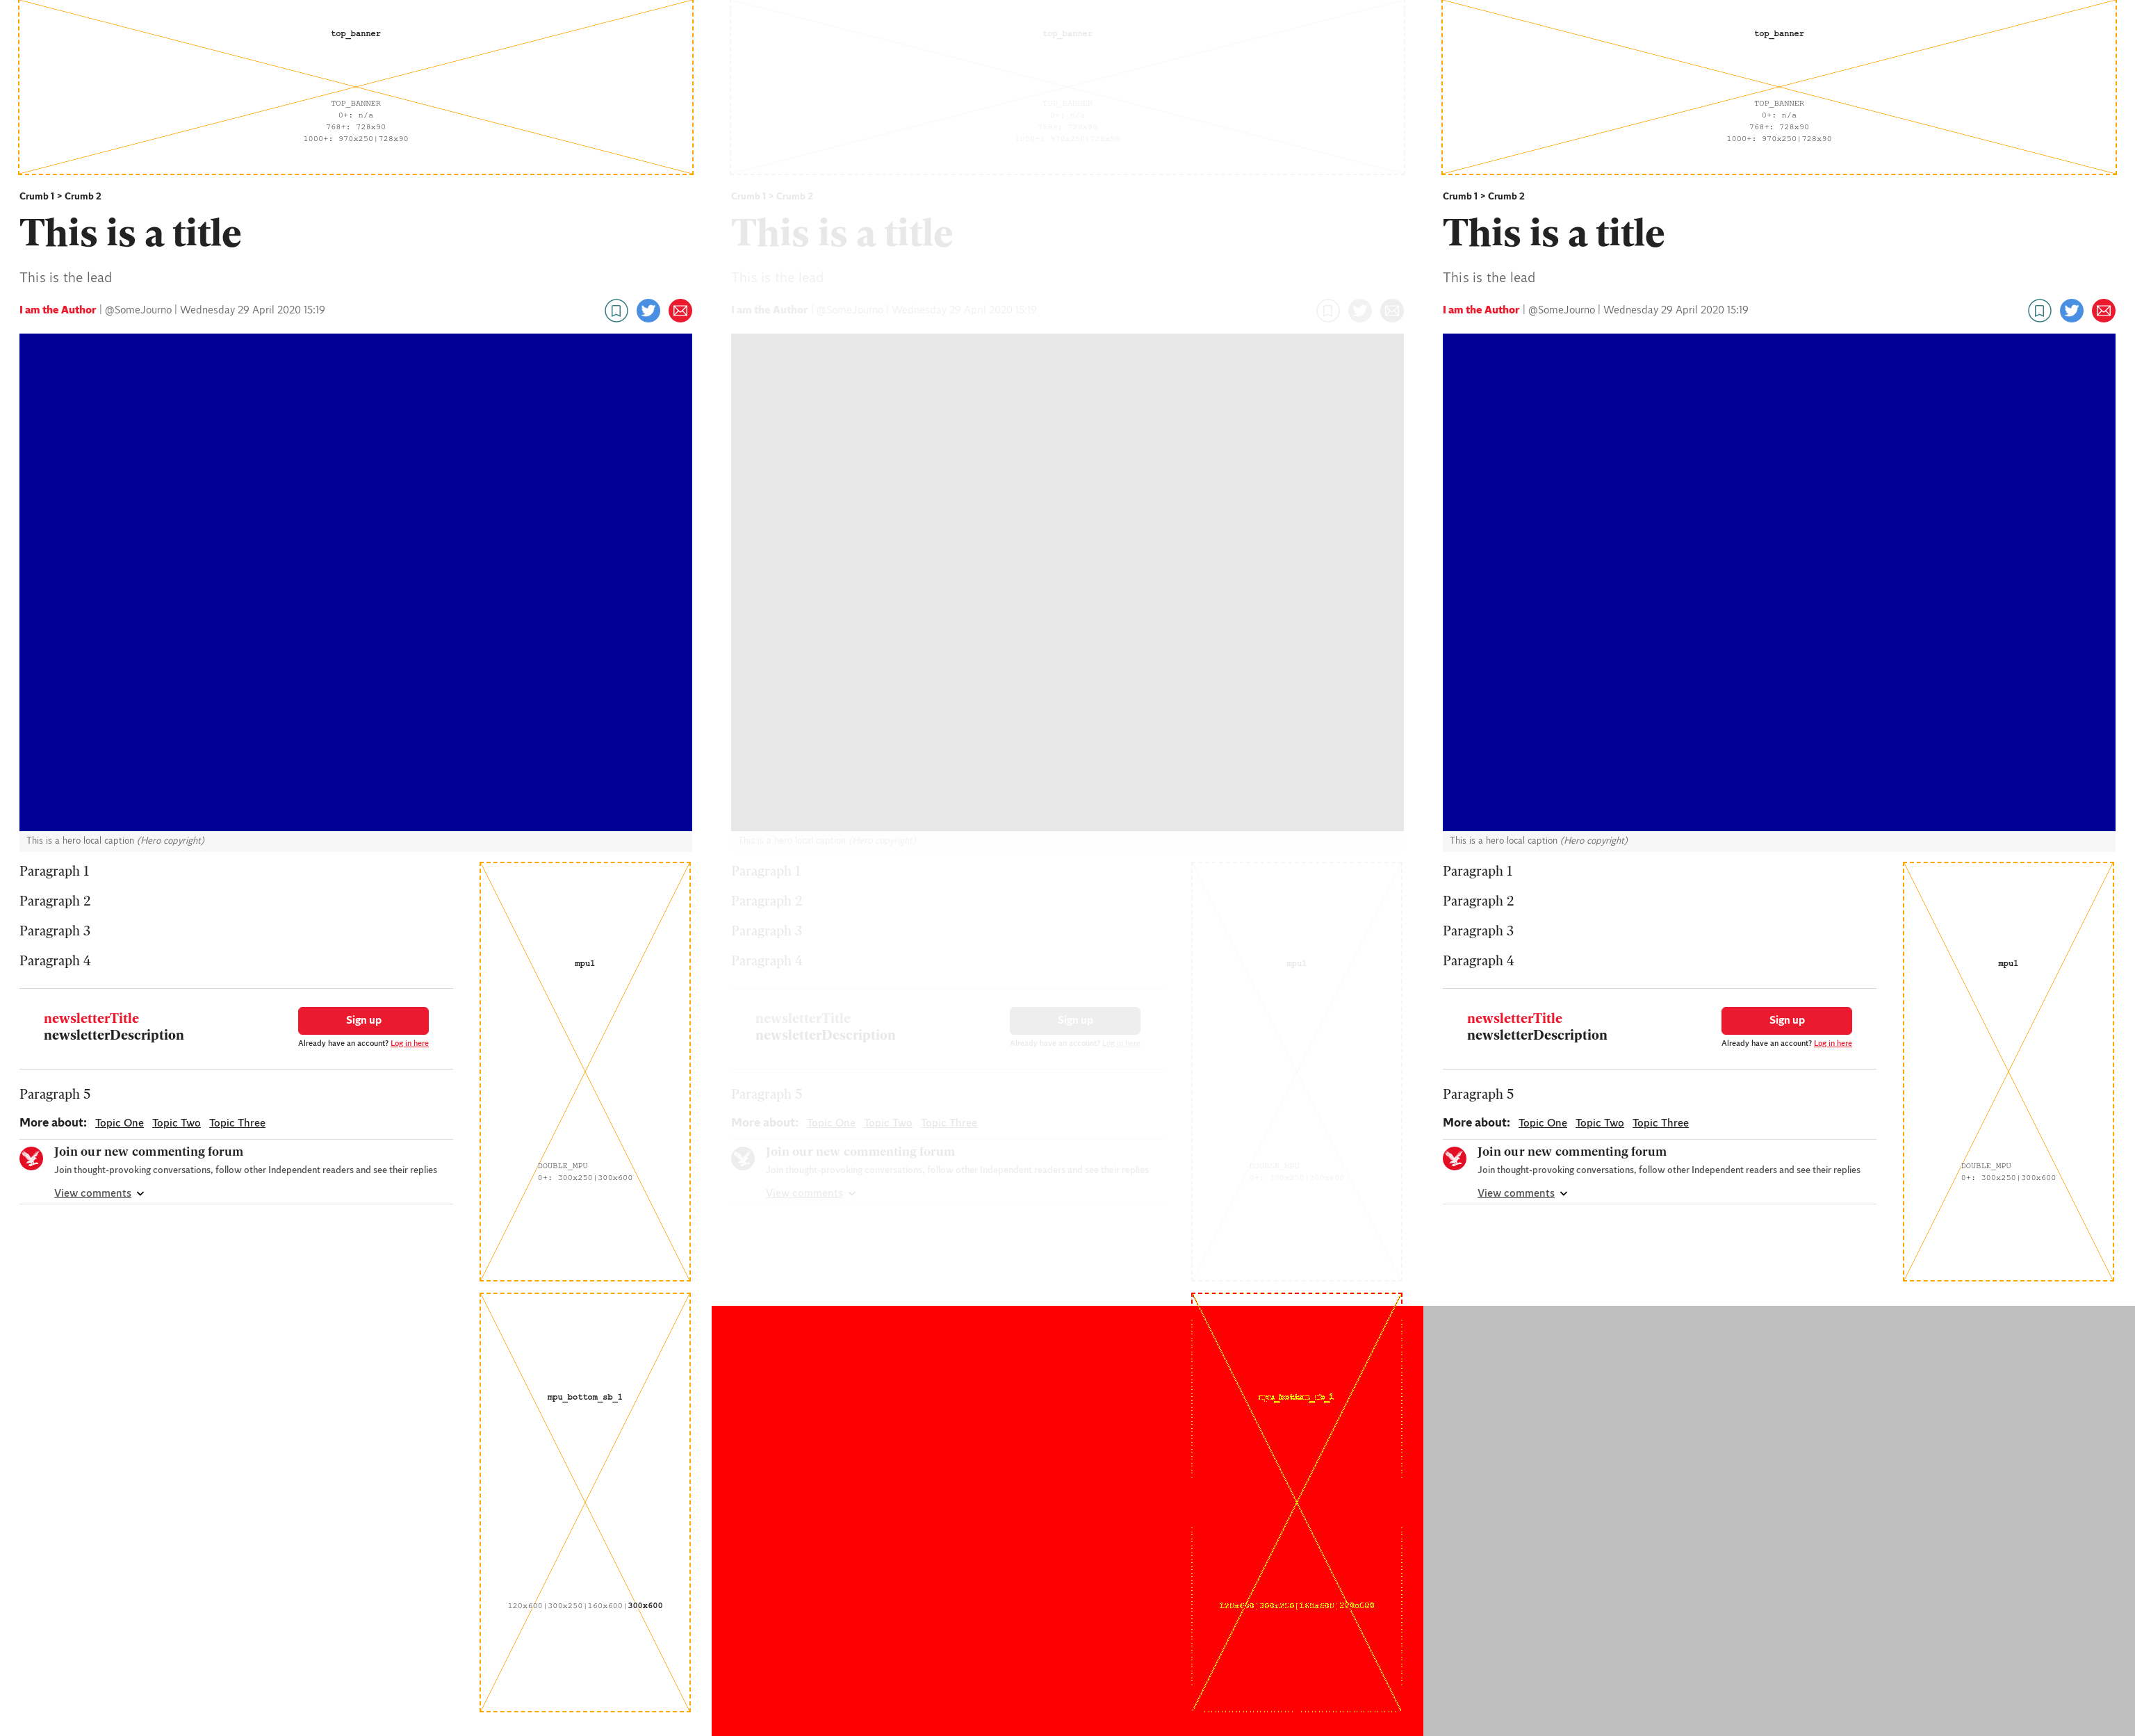 top_banner
TOP_BANNER
0+: n/a
768+: 728x90
1000+: 970x250|728x90
Crumb 1 > Crumb 2
This is a title
This is the lead
I am the Author | @SomeJourno | Wednesday 29 April 2020 15:19
This is a hero local caption (Hero copyright)
Paragraph 1
Paragraph 2
Paragraph 3
Paragraph 4
newsletterTitle
newsletterDescription
Sign up
Already have an account? Log in here
Paragraph 5
More about: Topic One Topic Two Topic Three
Join our new commenting forum
Join thought-provoking conversations, follow other Independent readers and see their replies
View comments
mpu1
DOUBLE_MPU
0+: 300x250|300x600
mpu_bottom_sb_1
120x600|300x250|160x600|300x600
top_banner
TOP_BANNER
0+: n/a
768+: 728x90
1000+: 970x250|728x90
Crumb 1 > Crumb 2
This is a title
This is the lead
I am the Author | @SomeJourno | Wednesday 29 April 2020 15:19
This is a hero local caption (Hero copyright)
Paragraph 1
Paragraph 2
Paragraph 3
Paragraph 4
newsletterTitle
newsletterDescription
Sign up
Already have an account? Log in here
Paragraph 5
More about: Topic One Topic Two Topic Three
Join our new commenting forum
Join thought-provoking conversations, follow other Independent readers and see their replies
View comments
mpu1
DOUBLE_MPU
0+: 300x250|300x600
mpu_bottom_sb_1
120x600|300x250|160x600|300x600
top_banner
TOP_BANNER
0+: n/a
768+: 728x90
1000+: 970x250|728x90
Crumb 1 > Crumb 2
This is a title
This is the lead
I am the Author | @SomeJourno | Wednesday 29 April 2020 15:19
This is a hero local caption (Hero copyright)
Paragraph 1
Paragraph 2
Paragraph 3
Paragraph 4
newsletterTitle
newsletterDescription
Sign up
Already have an account? Log in here
Paragraph 5
More about: Topic One Topic Two Topic Three
Join our new commenting forum
Join thought-provoking conversations, follow other Independent readers and see their replies
View comments
mpu1
DOUBLE_MPU
0+: 300x250|300x600